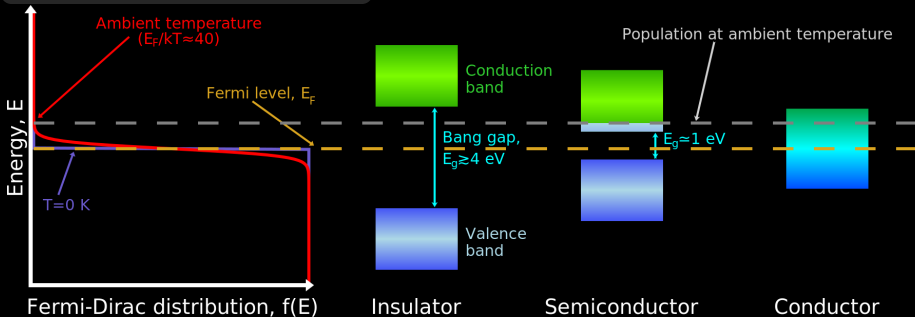 Ambient temperature
(EF/kT≃40)
Population at ambient temperature
Conduction
band
Fermi level, EF
Energy, E
Bang gap,
Eg≳4 eV
Eg≃1 eV
T=0 K
Valence
band
Fermi-Dirac distribution, f(E)
Insulator
Semiconductor
Conductor